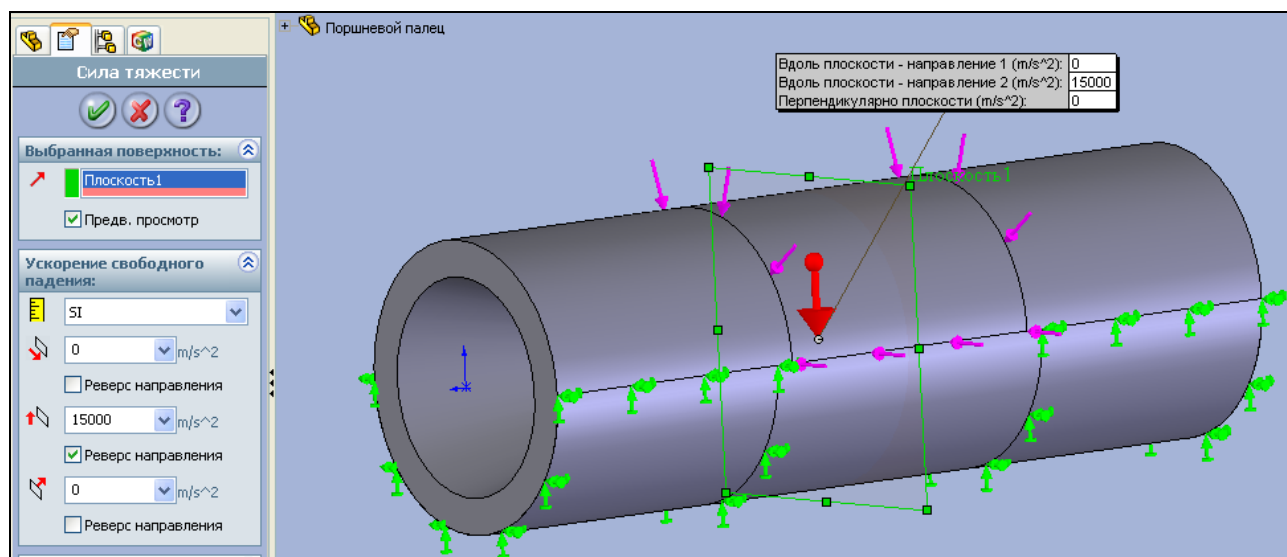 Поршневой палец
Сила тяжести
Выбранная поверхность:
Плоскость1
Предв. просмотр
Ускорение свободного
падения:
SI
0 m/s^2
Реверс направления
15000 m/s^2
Реверс направления
0 m/s^2
Реверс направления
Вдоль плоскости - направление 1 (m/s^2): 0
Вдоль плоскости - направление 2 (m/s^2): 15000
Перпендикулярно плоскости (m/s^2): 0
Плоскость1